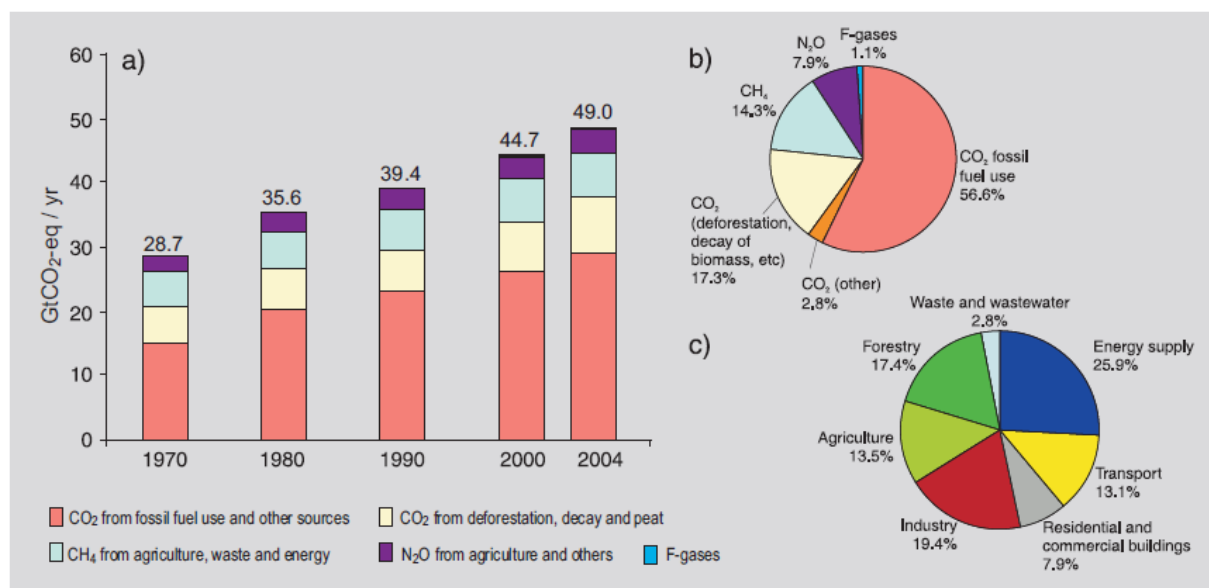 a)
GtCO₂-eq / yr
60
50
40
30
20
10
0
28.7
35.6
39.4
44.7
49.0
1970
1980
1990
2000
2004
CO₂ from fossil fuel use and other sources
CO₂ from deforestation, decay and peat
CH₄ from agriculture, waste and energy
N₂O from agriculture and others
F-gases
b)
F-gases
1.1%
N₂O
7.9%
CH₄
14.3%
CO₂ fossil
fuel use
56.6%
CO₂
(deforestation,
decay of
biomass, etc)
17.3%
CO₂ (other)
2.8%
c)
Waste and wastewater
2.8%
Forestry
17.4%
Energy supply
25.9%
Agriculture
13.5%
Transport
13.1%
Industry
19.4%
Residential and
commercial buildings
7.9%